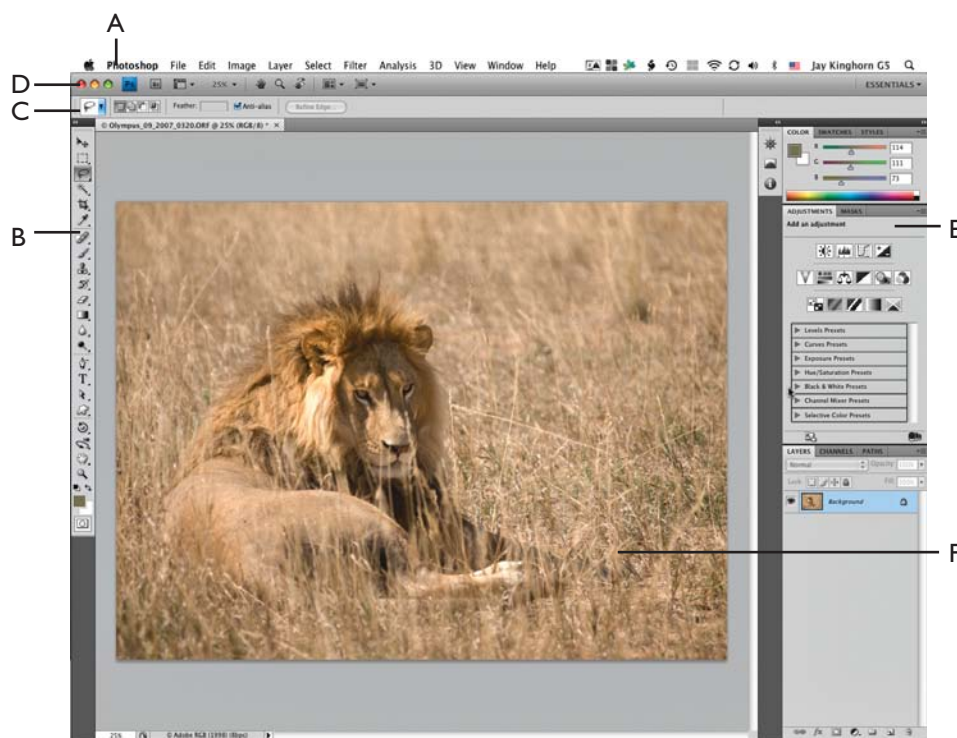 A
Photoshop File Edit Image Layer Select Filter Analysis 3D View Window Help Jay Kinghorn G5
D
Ps Br 25% ESSENTIALS
C
Feather: Anti-alias Refine Edge...
© Olympus_09_2007_0320.ORF @ 25% (RGB/8) * ×
COLOR SWATCHES STYLES
R 114
G 111
B 73
B
ADJUSTMENTS MASKS
Add an adjustment
E
Levels Presets
Curves Presets
Exposure Presets
Hue/Saturation Presets
Black & White Presets
Channel Mixer Presets
Selective Color Presets
T
LAYERS CHANNELS PATHS
Normal Opacity:
Lock: Fill:
Background
F
25% © Adobe RGB (1998) (8bpc)
fx